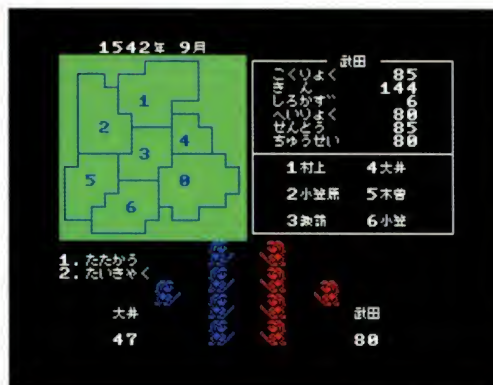 1542年 9月
武田
こくりょく 85
きん 144
しろかず 6
へいりょく 80
せんとう 85
ちゅうせい 80
1
2
3
4
5
0
6
1村上 4大井
2小笠原 5木曽
3諏訪 6小笠
1. たたかう
2. たいきゃく
大井 武田
47 80